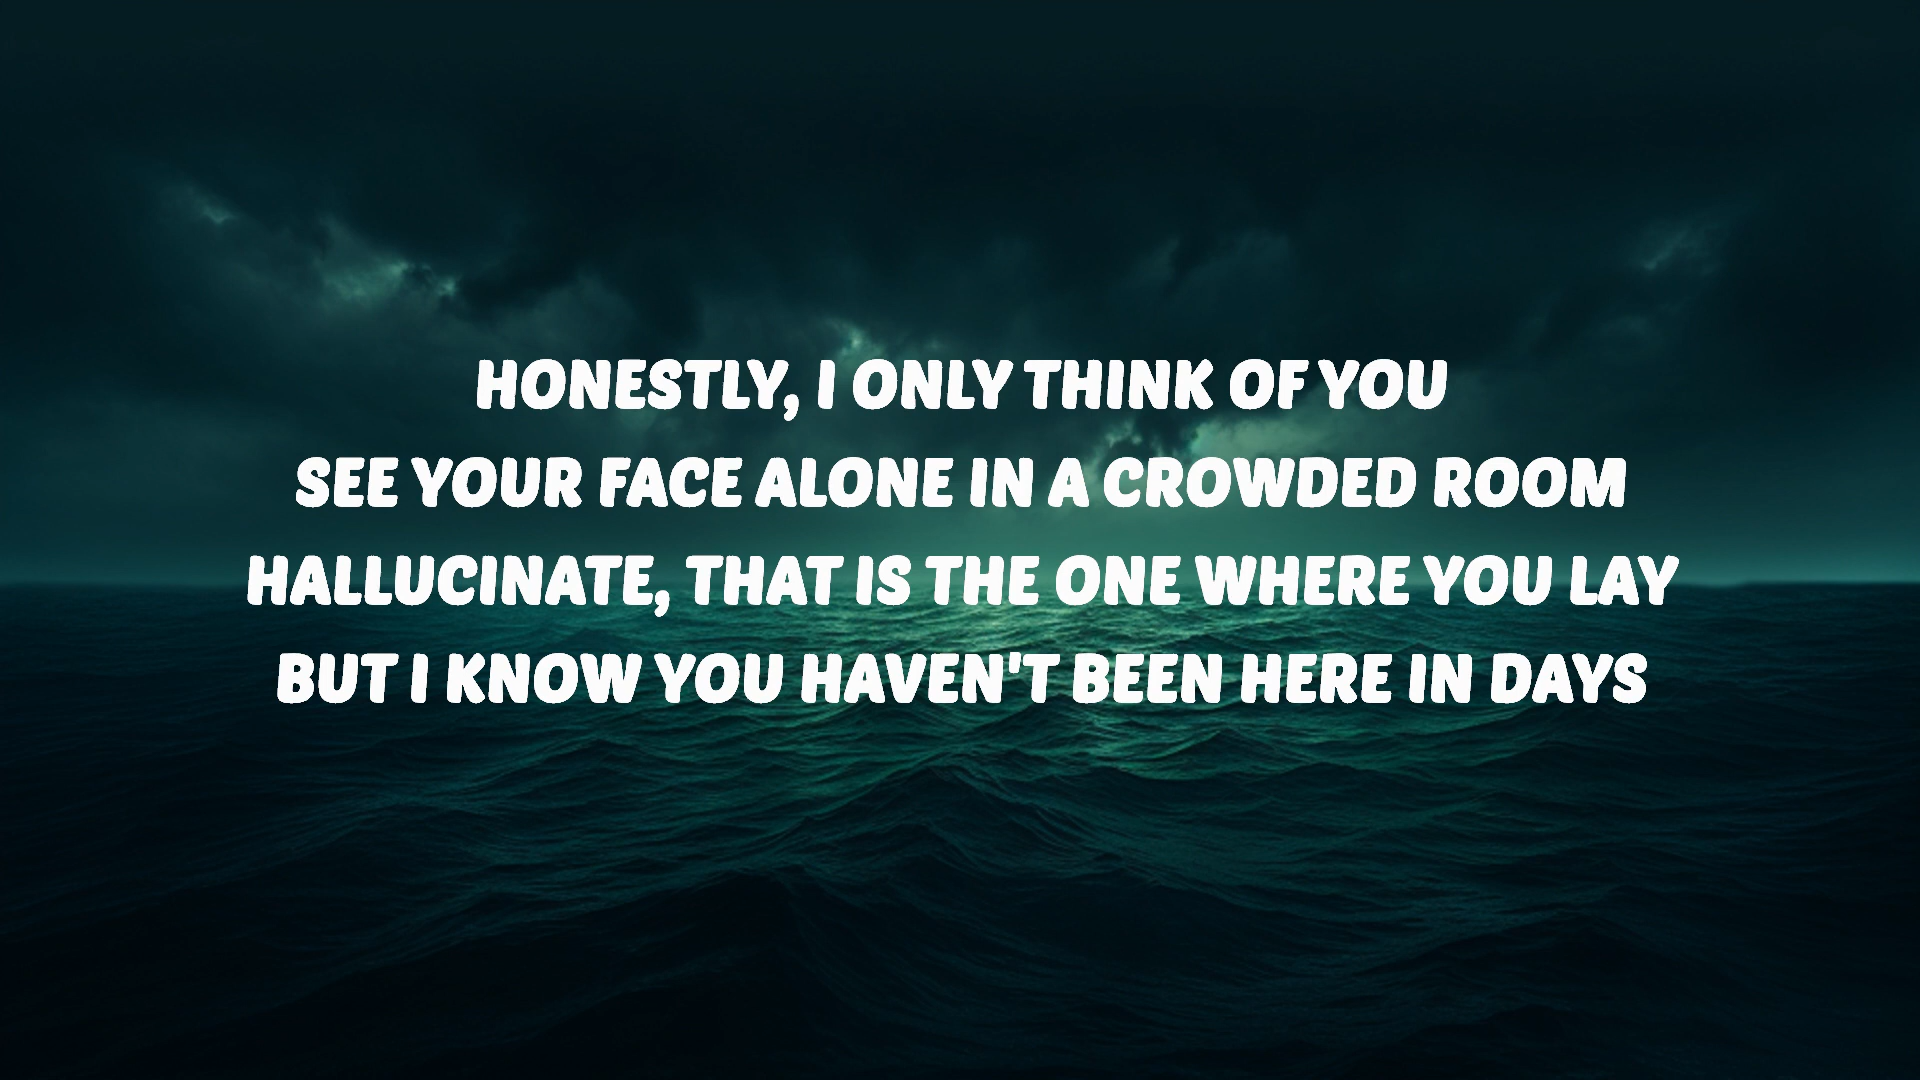 HONESTLY, I ONLY THINK OF YOU
SEE YOUR FACE ALONE IN A CROWDED ROOM
HALLUCINATE, THAT IS THE ONE WHERE YOU LAY
BUT I KNOW YOU HAVEN'T BEEN HERE IN DAYS